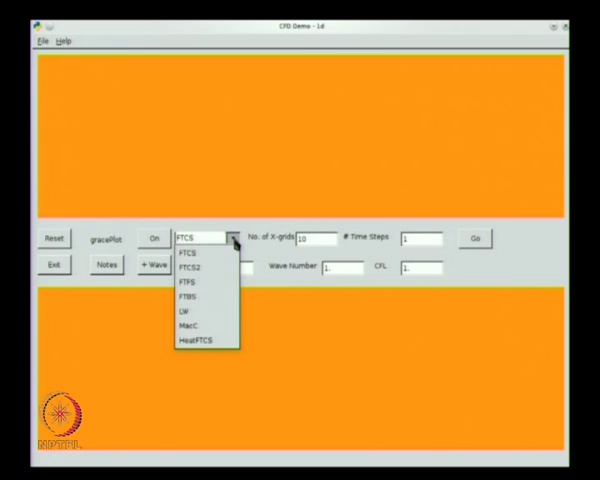 CFD Demo - 1d
File Help
Reset gracePlot On FTCS No. of X-grids 10 # Time Steps 1 Go
Exit Notes + Wave Wave Number 1. CFL 1.
FTCS
FTCS2
FTFS
FTBS
LW
MacC
HeatFTCS
NPTEL